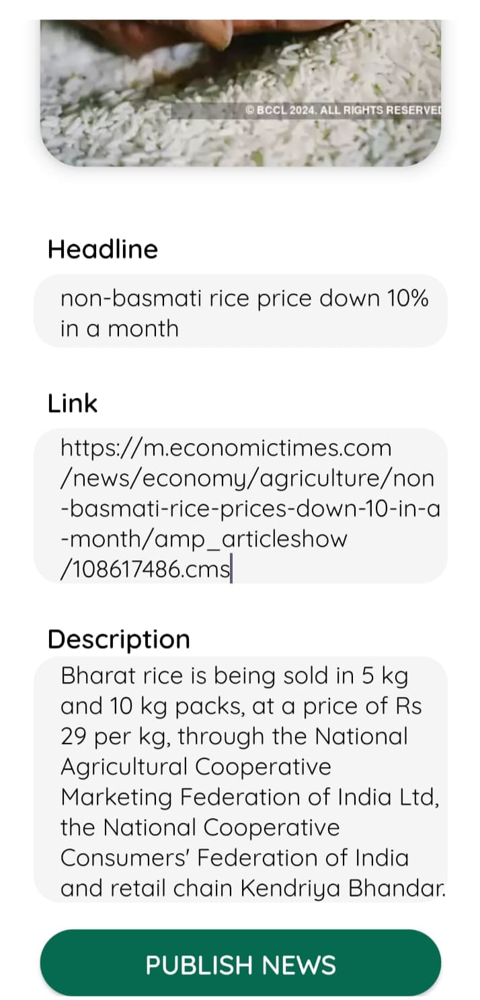 © BCCL 2024. ALL RIGHTS RESERVED
Headline
non-basmati rice price down 10%
in a month
Link
https://m.economictimes.com
/news/economy/agriculture/non
-basmati-rice-prices-down-10-in-a
-month/amp_articleshow
/108617486.cms
Description
Bharat rice is being sold in 5 kg
and 10 kg packs, at a price of Rs
29 per kg, through the National
Agricultural Cooperative
Marketing Federation of India Ltd,
the National Cooperative
Consumers' Federation of India
and retail chain Kendriya Bhandar.
PUBLISH NEWS